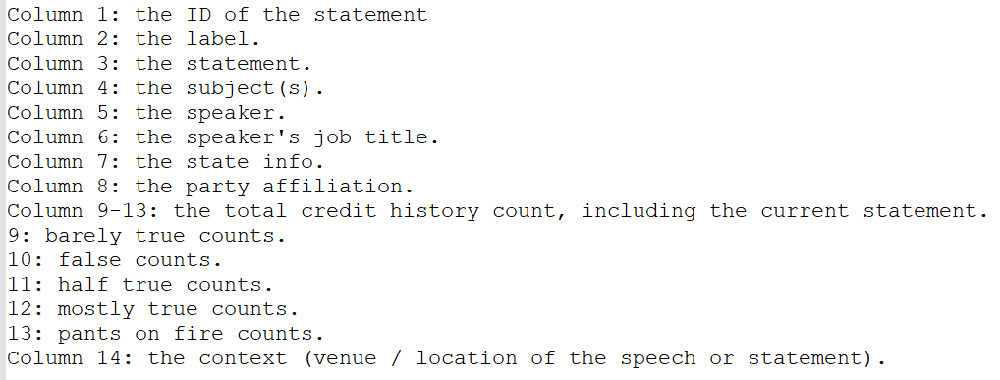 Column 1: the ID of the statement
Column 2: the label.
Column 3: the statement.
Column 4: the subject(s).
Column 5: the speaker.
Column 6: the speaker's job title.
Column 7: the state info.
Column 8: the party affiliation.
Column 9-13: the total credit history count, including the current statement.
9: barely true counts.
10: false counts.
11: half true counts.
12: mostly true counts.
13: pants on fire counts.
Column 14: the context (venue / location of the speech or statement).